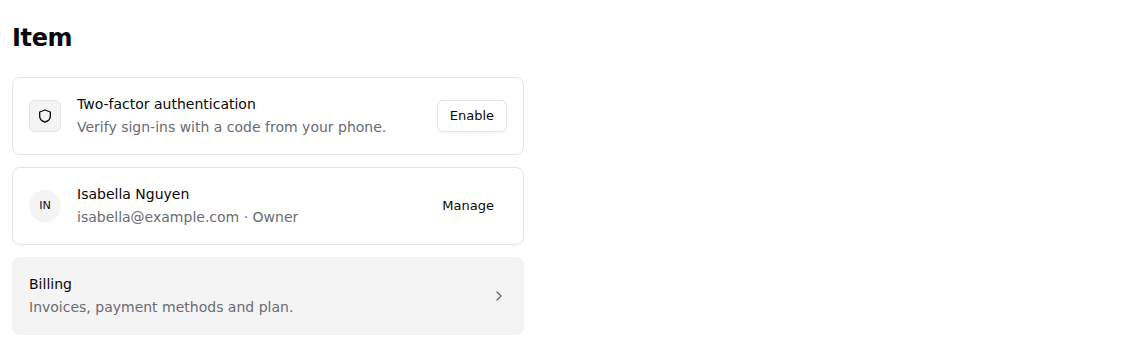 Item
Two-factor authentication
Verify sign-ins with a code from your phone.
Enable
IN
Isabella Nguyen
isabella@example.com · Owner
Manage
Billing
Invoices, payment methods and plan.